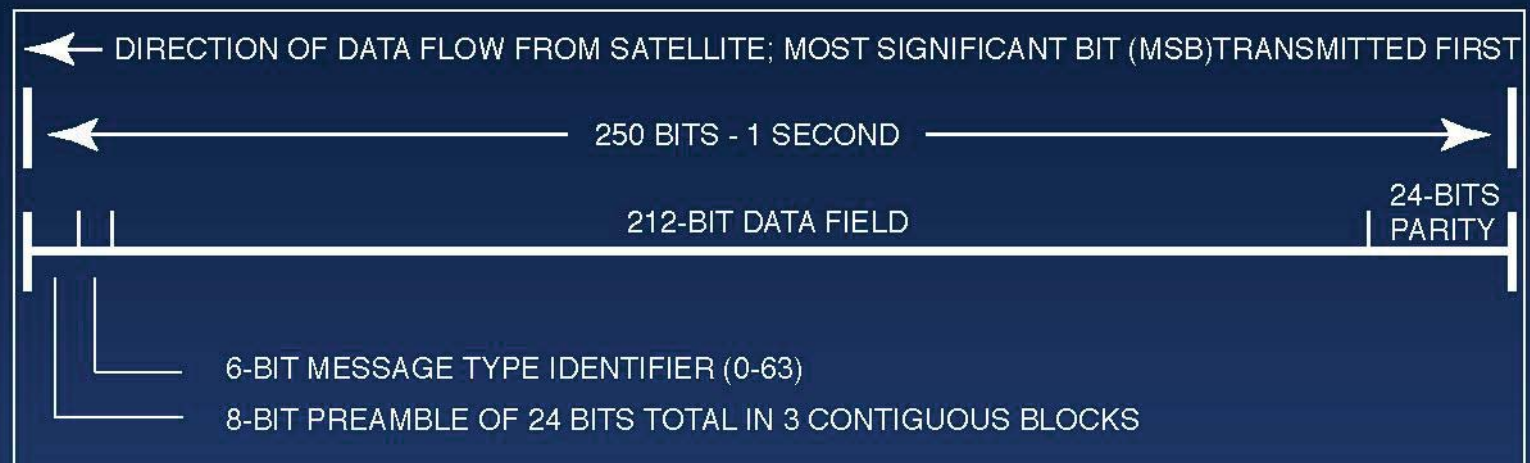 DIRECTION OF DATA FLOW FROM SATELLITE; MOST SIGNIFICANT BIT (MSB)TRANSMITTED FIRST
250 BITS - 1 SECOND
212-BIT DATA FIELD
24-BITS
PARITY
6-BIT MESSAGE TYPE IDENTIFIER (0-63)
8-BIT PREAMBLE OF 24 BITS TOTAL IN 3 CONTIGUOUS BLOCKS